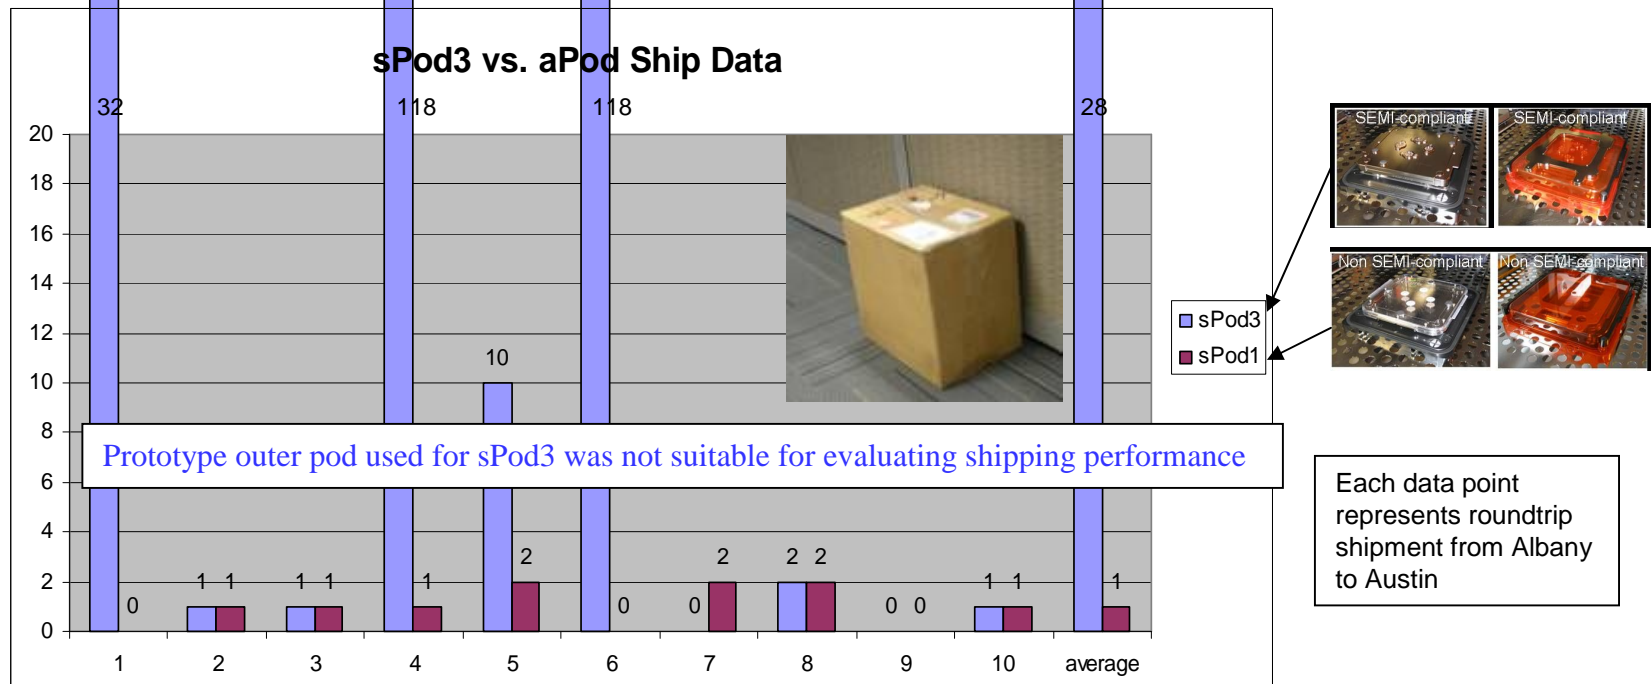 sPod3 vs. aPod Ship Data
32 118 118 28
20
18
16
14
12
10
8
6
4
2
0
10
1 1 1 1 1 2 2 2 2 1 1 1
0 0 0 0 0
Prototype outer pod used for sPod3 was not suitable for evaluating shipping performance
1 2 3 4 5 6 7 8 9 10 average
sPod3
sPod1
SEMI-compliant
SEMI-compliant
Non SEMI-compliant
Non SEMI-compliant
Each data point
represents roundtrip
shipment from Albany
to Austin